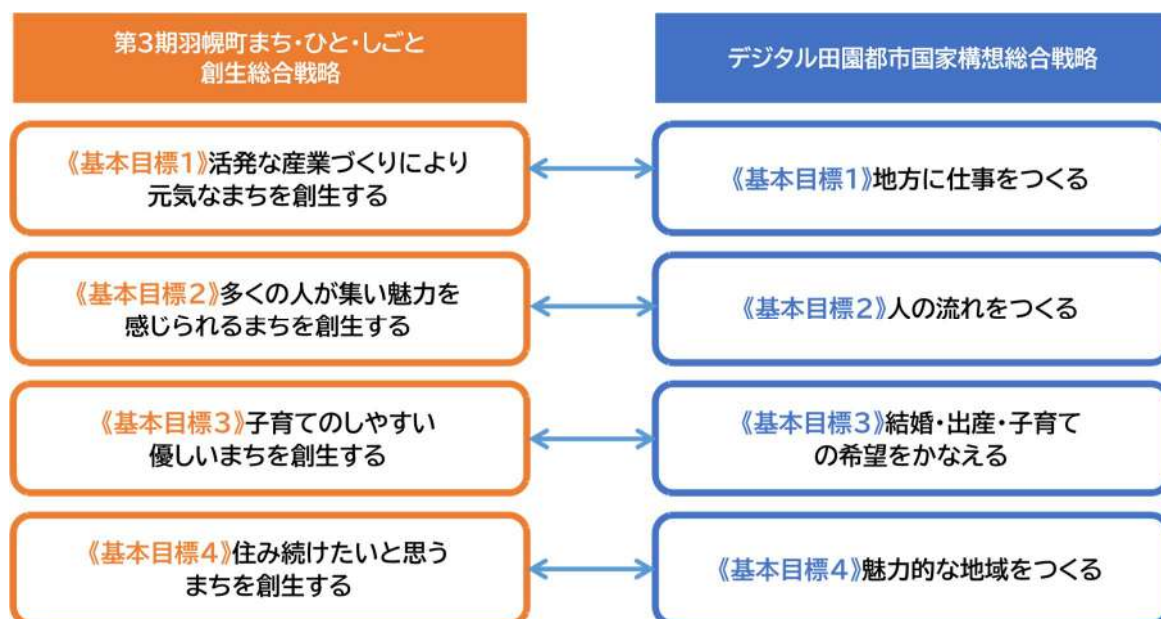 第3期羽幌町まち・ひと・しごと
創生総合戦略
デジタル田園都市国家構想総合戦略
《基本目標1》活発な産業づくりにより
元気なまちを創生する
《基本目標1》地方に仕事をつくる
《基本目標2》多くの人が集い魅力を
感じられるまちを創生する
《基本目標2》人の流れをつくる
《基本目標3》子育てのしやすい
優しいまちを創生する
《基本目標3》結婚・出産・子育て
の希望をかなえる
《基本目標4》住み続けたいと思う
まちを創生する
《基本目標4》魅力的な地域をつくる